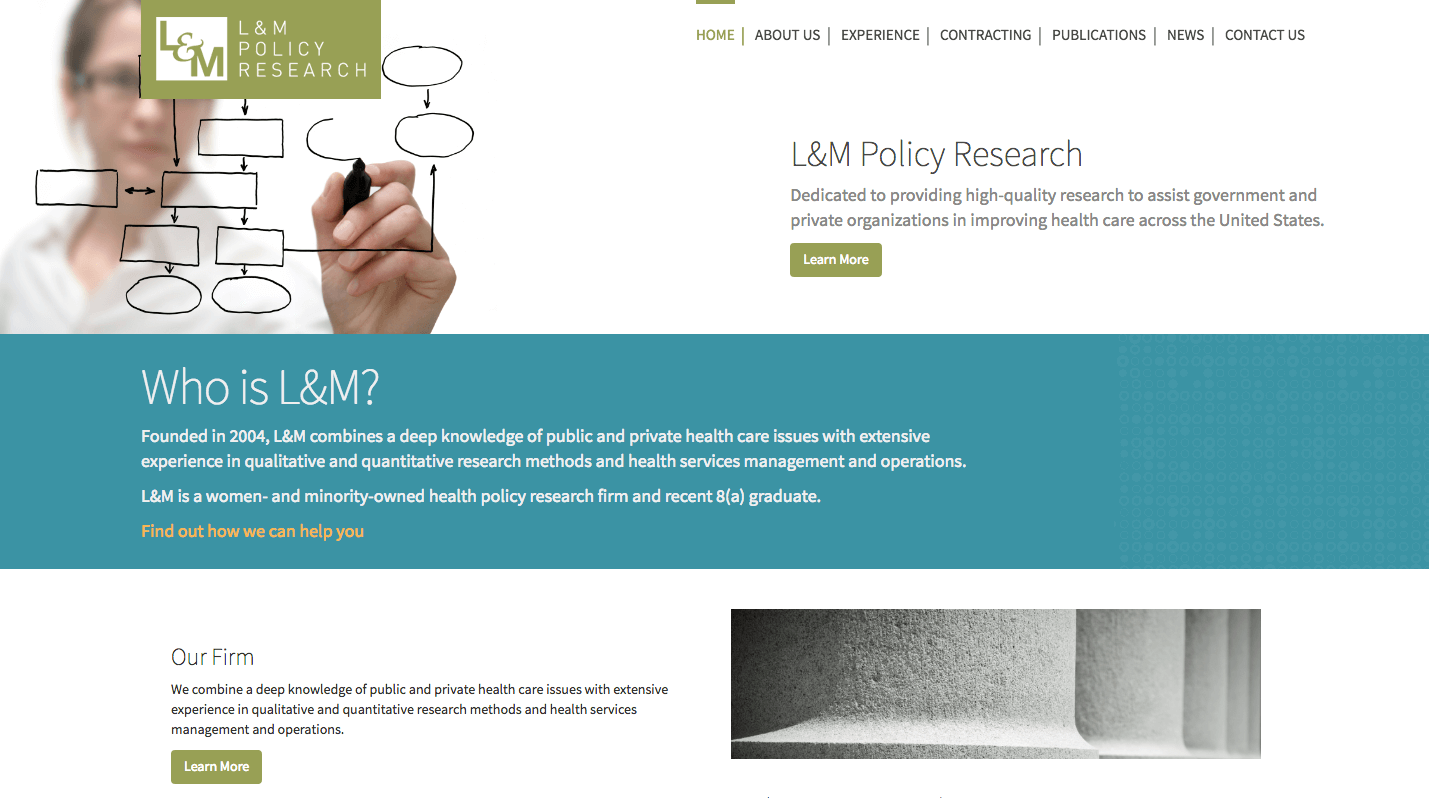 L&M
L & M
POLICY
RESEARCH
HOME | ABOUT US | EXPERIENCE | CONTRACTING | PUBLICATIONS | NEWS | CONTACT US
L&M Policy Research
Dedicated to providing high-quality research to assist government and
private organizations in improving health care across the United States.
Learn More
Who is L&M?
Founded in 2004, L&M combines a deep knowledge of public and private health care issues with extensive
experience in qualitative and quantitative research methods and health services management and operations.
L&M is a women- and minority-owned health policy research firm and recent 8(a) graduate.
Find out how we can help you
Our Firm
We combine a deep knowledge of public and private health care issues with extensive
experience in qualitative and quantitative research methods and health services
management and operations.
Learn More